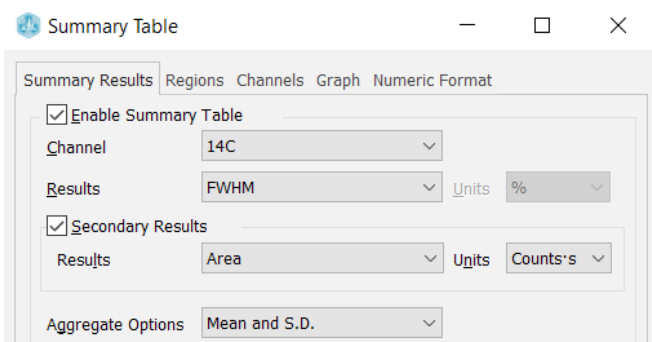 Summary Table
Summary Results Regions Channels Graph Numeric Format
Enable Summary Table
Channel 14C
Results FWHM Units %
Secondary Results
Results Area Units Counts·s
Aggregate Options Mean and S.D.